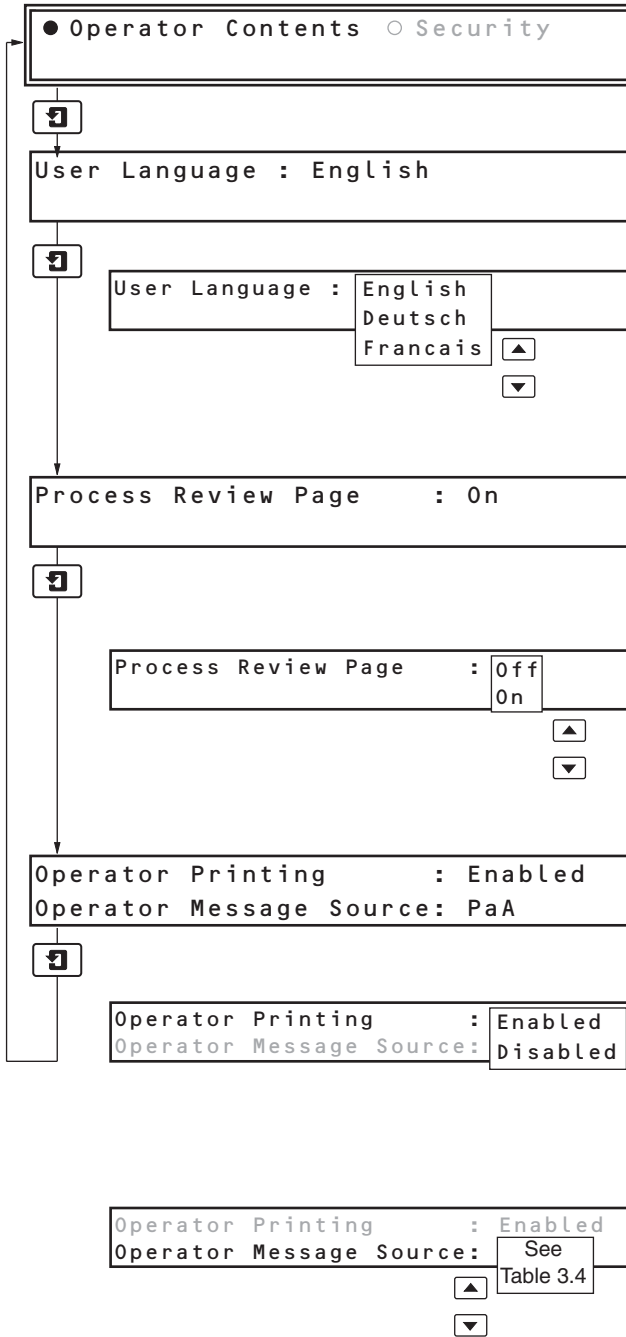 ● Operator Contents ○ Security
User Language : English
User Language : English
Deutsch
Francais
Process Review Page : On
Process Review Page : Off
On
Operator Printing : Enabled
Operator Message Source: PaA
Operator Printing : Enabled
Operator Message Source: Disabled
Operator Printing : Enabled
Operator Message Source: See
Table 3.4